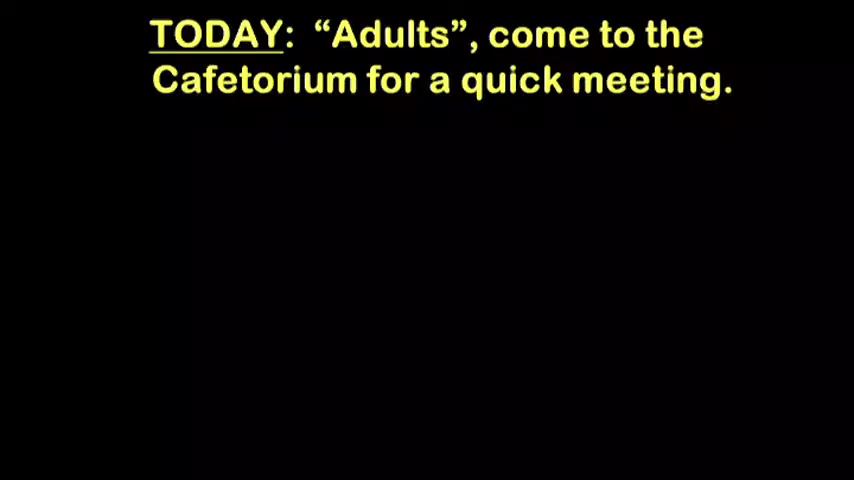 TODAY: “Adults”, come to the
Cafetorium for a quick meeting.